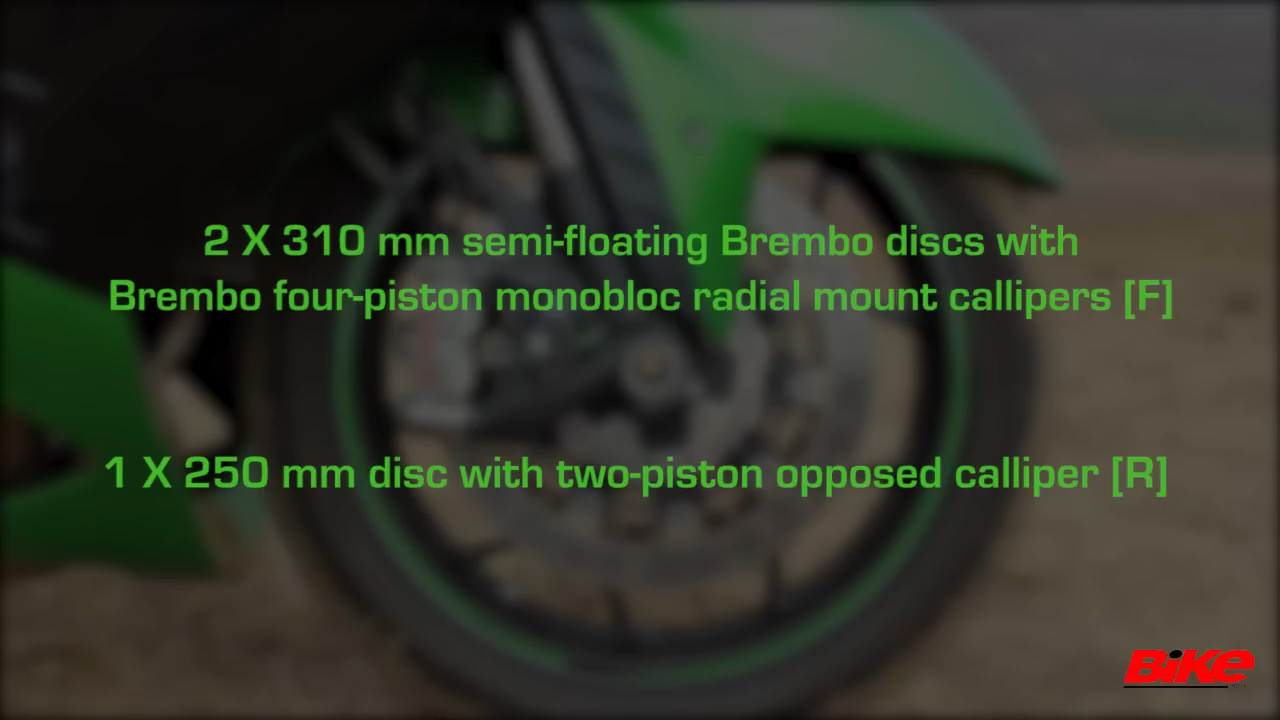 2 X 310 mm semi-floating Brembo discs with
Brembo four-piston monobloc radial mount callipers [F]
1 X 250 mm disc with two-piston opposed calliper [R]
BiKe